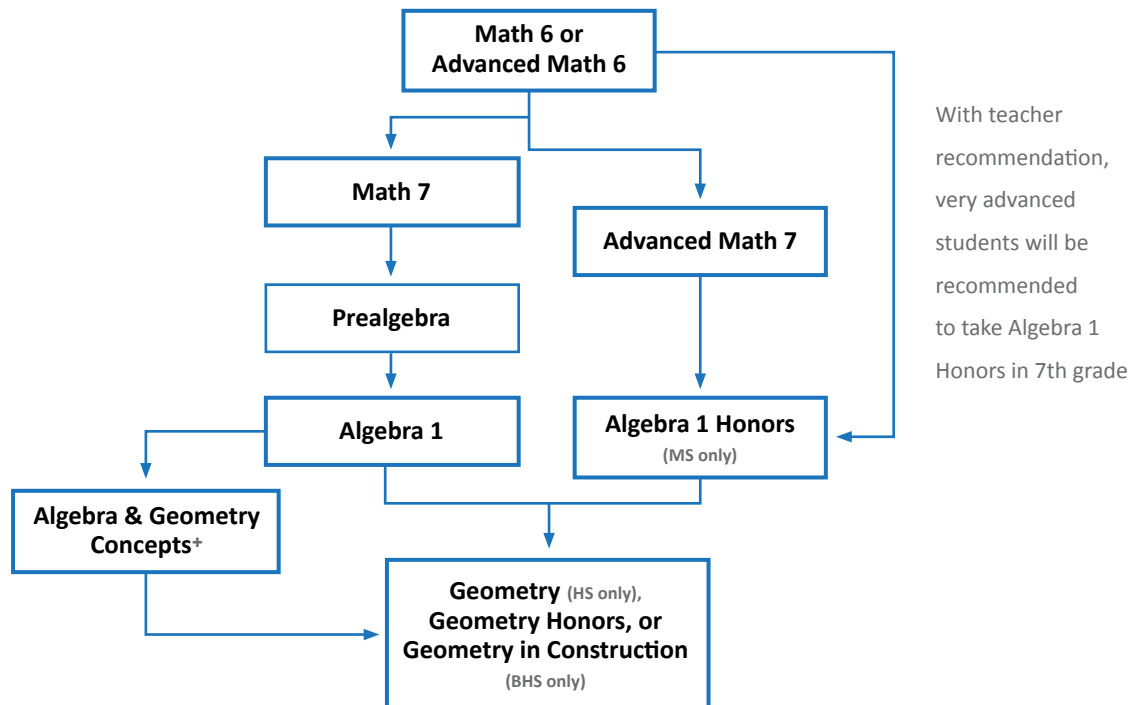 Math 6 or
Advanced Math 6
With teacher
recommendation,
very advanced
students will be
recommended
to take Algebra 1
Honors in 7th grade
Math 7
Advanced Math 7
Prealgebra
Algebra 1
Algebra 1 Honors
(MS only)
Algebra & Geometry
Concepts+
Geometry (HS only),
Geometry Honors, or
Geometry in Construction
(BHS only)